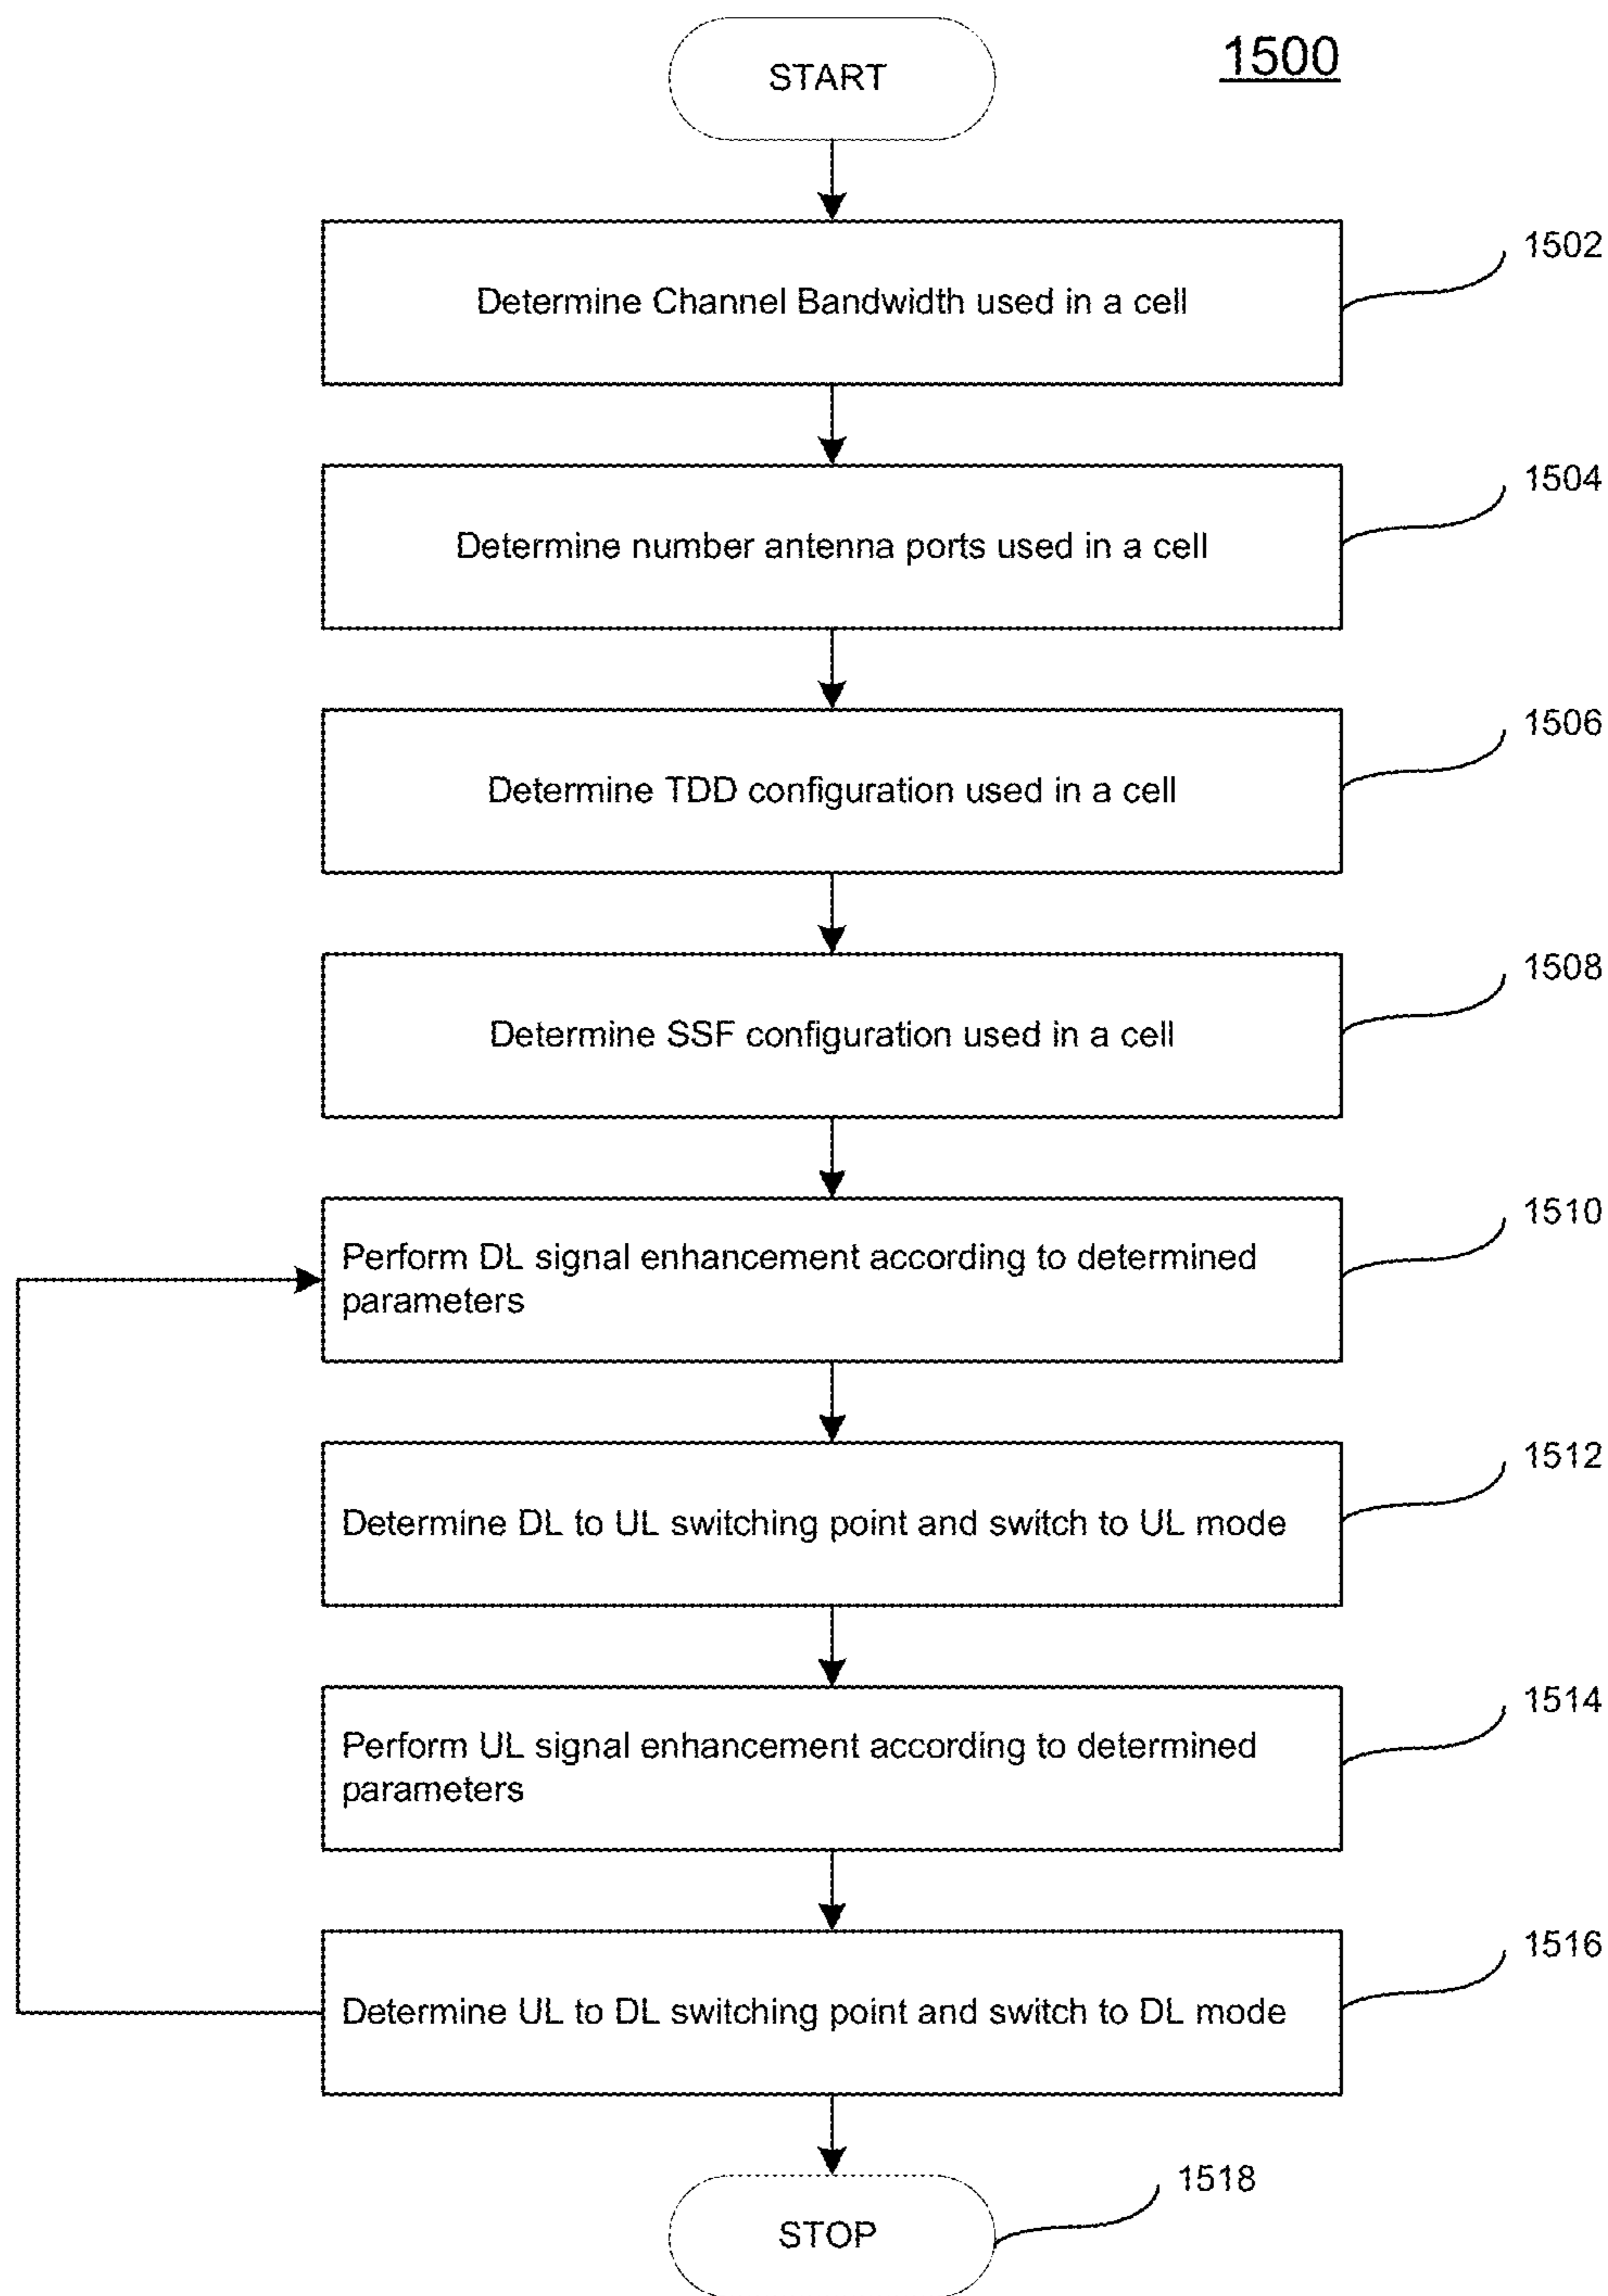 1500
START
Determine Channel Bandwidth used in a cell
1502
Determine number antenna ports used in a cell
1504
Determine TDD configuration used in a cell
1506
Determine SSF configuration used in a cell
1508
Perform DL signal enhancement according to determined
parameters
1510
Determine DL to UL switching point and switch to UL mode
1512
Perform UL signal enhancement according to determined
parameters
1514
Determine UL to DL switching point and switch to DL mode
1516
STOP
1518